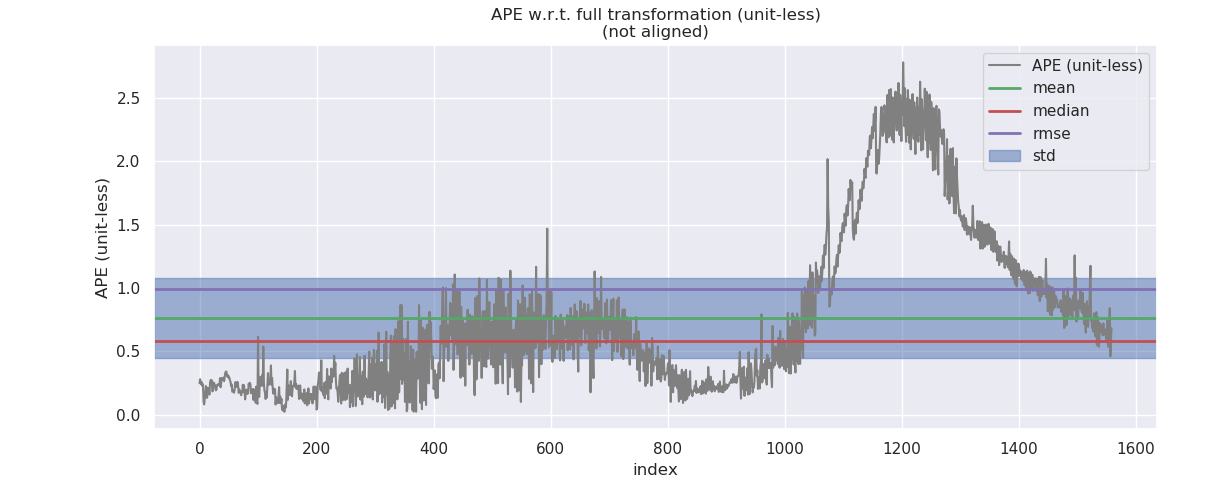 APE w.r.t. full transformation (unit-less)
(not aligned)
APE (unit-less)
2.5
2.0
1.5
1.0
0.5
0.0
0
200
400
600
800
1000
1200
1400
1600
index
APE (unit-less)
mean
median
rmse
std